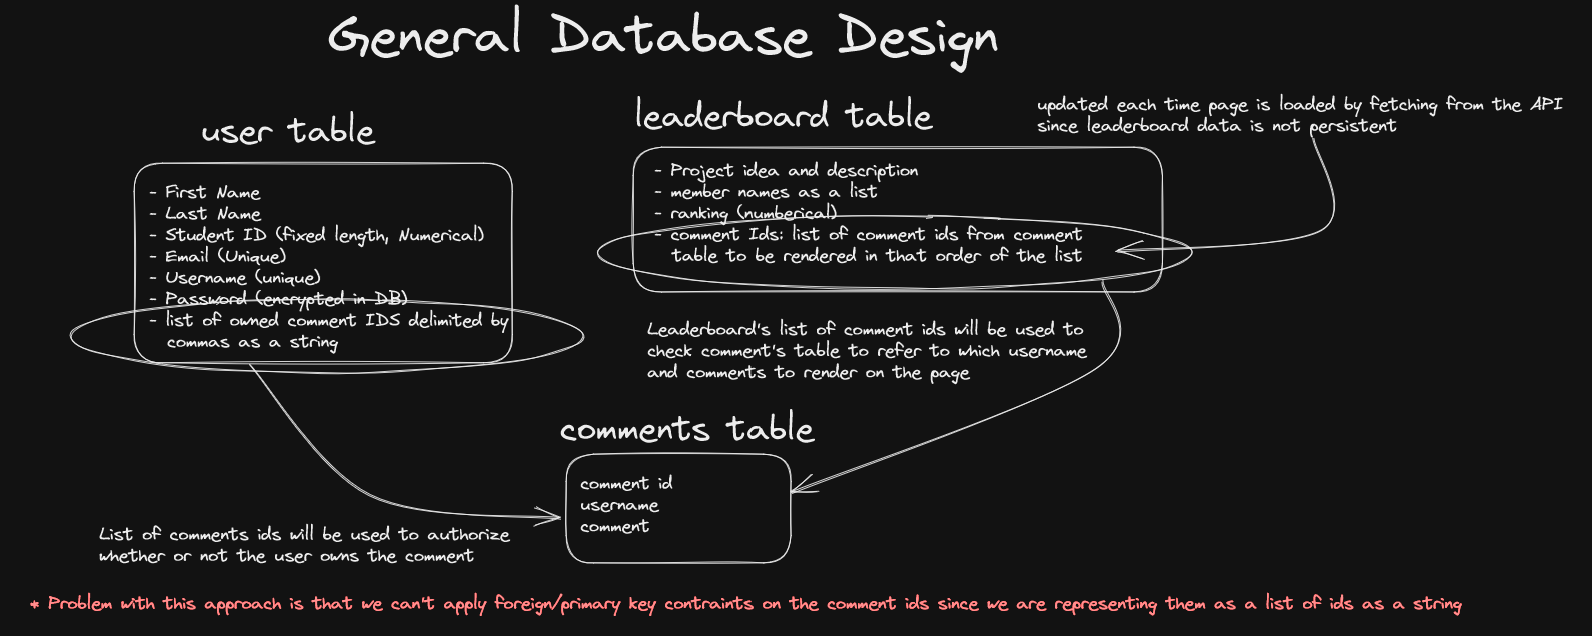 General Database Design
user table
- First Name
- Last Name
- Student ID (fixed length, Numerical)
- Email (Unique)
- Username (unique)
- Password (encrypted in DB)
- list of owned comment IDS delimited by
commas as a string
leaderboard table
- Project idea and description
- member names as a list
- ranking (numberical)
- comment Ids: list of comment ids from comment
table to be rendered in that order of the list
updated each time page is loaded by fetching from the API
since leaderboard data is not persistent
Leaderboard's list of comment ids will be used to
check comment's table to refer to which username
and comments to render on the page
comments table
comment id
username
comment
List of comments ids will be used to authorize
whether or not the user owns the comment
* Problem with this approach is that we can't apply foreign/primary key contraints on the comment ids since we are representing them as a list of ids as a string